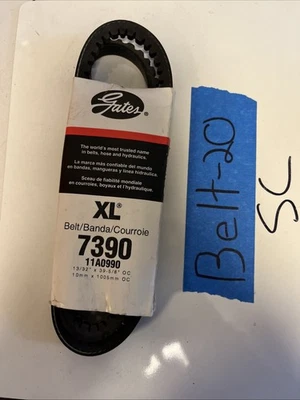 Gates
The world's most trusted name
in belts, hose and hydraulics.
La marca más confiable del mundo
en bandas, mangueras y línea hidráulica.
Sceau de fiabilité mondiale
en courroies, boyaux et l'hydraulique.
XL®
Belt/Banda/Courroie
7390
11A0990
13/32" x 39-5/8" OC
10mm x 1005mm OC
Belt-20
SC